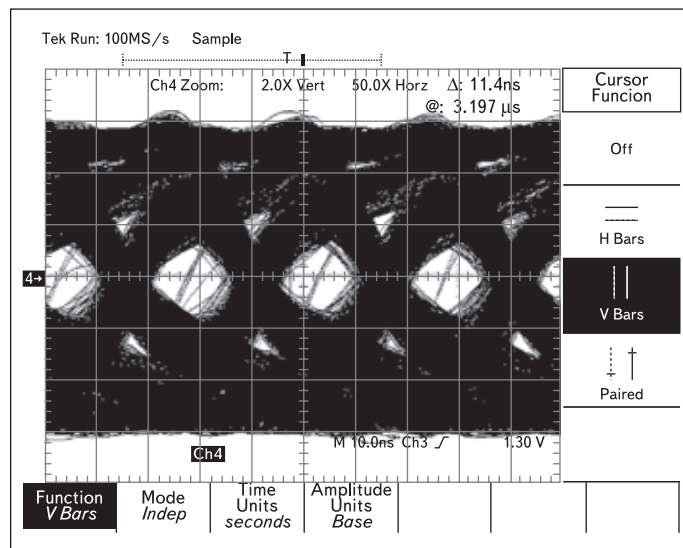 Tek Run: 100MS/s Sample
T
Ch4 Zoom: 2.0X Vert 50.0X Horz Δ: 11.4ns
@: 3.197 µs
4→
M 10.0ns Ch3 1.30 V
Ch4
Cursor
Funcion
Off
H Bars
V Bars
Paired
Function
V Bars
Mode
Indep
Time
Units
seconds
Amplitude
Units
Base